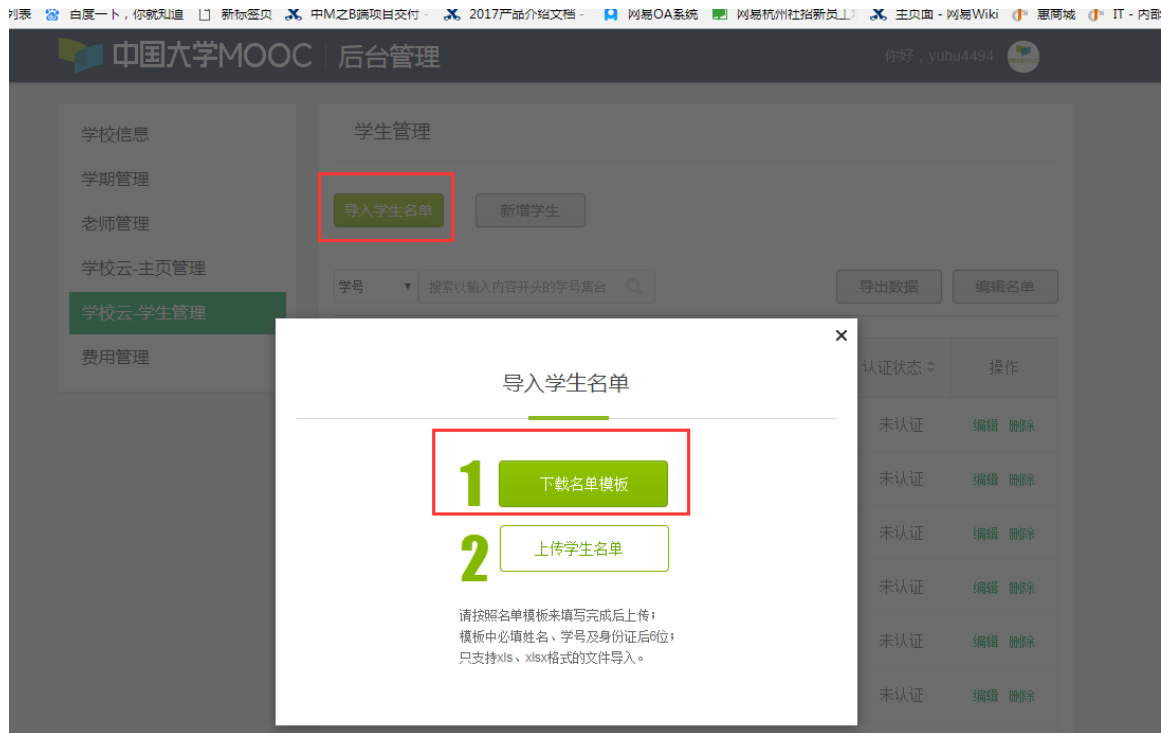 列表 百度一下，你就知道 新标签页 中M之B端项目交付 - 2017产品介绍文档 - 网易OA系统 网易杭州社招新员工 主页面 - 网易Wiki 惠商城 IT - 内部
中国大学MOOC 后台管理 你好，yuhu4494
学校信息
学期管理
老师管理
学校云-主页管理
学校云-学生管理
费用管理
学生管理
导入学生名单 新增学生
学号 搜索以输入内容开头的学号集合 导出数据 编辑名单
认证状态 操作
未认证 编辑 删除
未认证 编辑 删除
未认证 编辑 删除
未认证 编辑 删除
未认证 编辑 删除
未认证 编辑 删除
×
导入学生名单
1 下载名单模板
2 上传学生名单
请按照名单模板来填写完成后上传；
模板中必填姓名、学号及身份证后6位；
只支持xls、xlsx格式的文件导入。